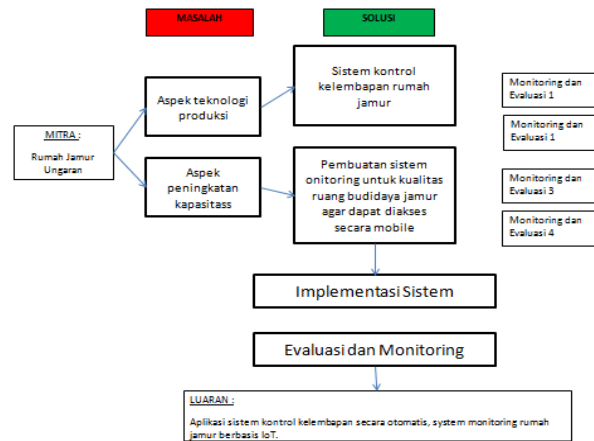 MASALAH
SOLUSI
MITRA :
Rumah Jamur
Ungaran
Aspek teknologi
produksi
Aspek
peningkatan
kapasitass
Sistem kontrol
kelembapan rumah
jamur
Pembuatan sistem
onitoring untuk kualitas
ruang budidaya jamur
agar dapat diakses
secara mobile
Monitoring dan
Evaluasi 1
Monitoring dan
Evaluasi 1
Monitoring dan
Evaluasi 3
Monitoring dan
Evaluasi 4
Implementasi Sistem
Evaluasi dan Monitoring
LUARAN :
Aplikasi sistem kontrol kelembapan secara otomatis, system monitoring rumah
jamur berbasis IoT.